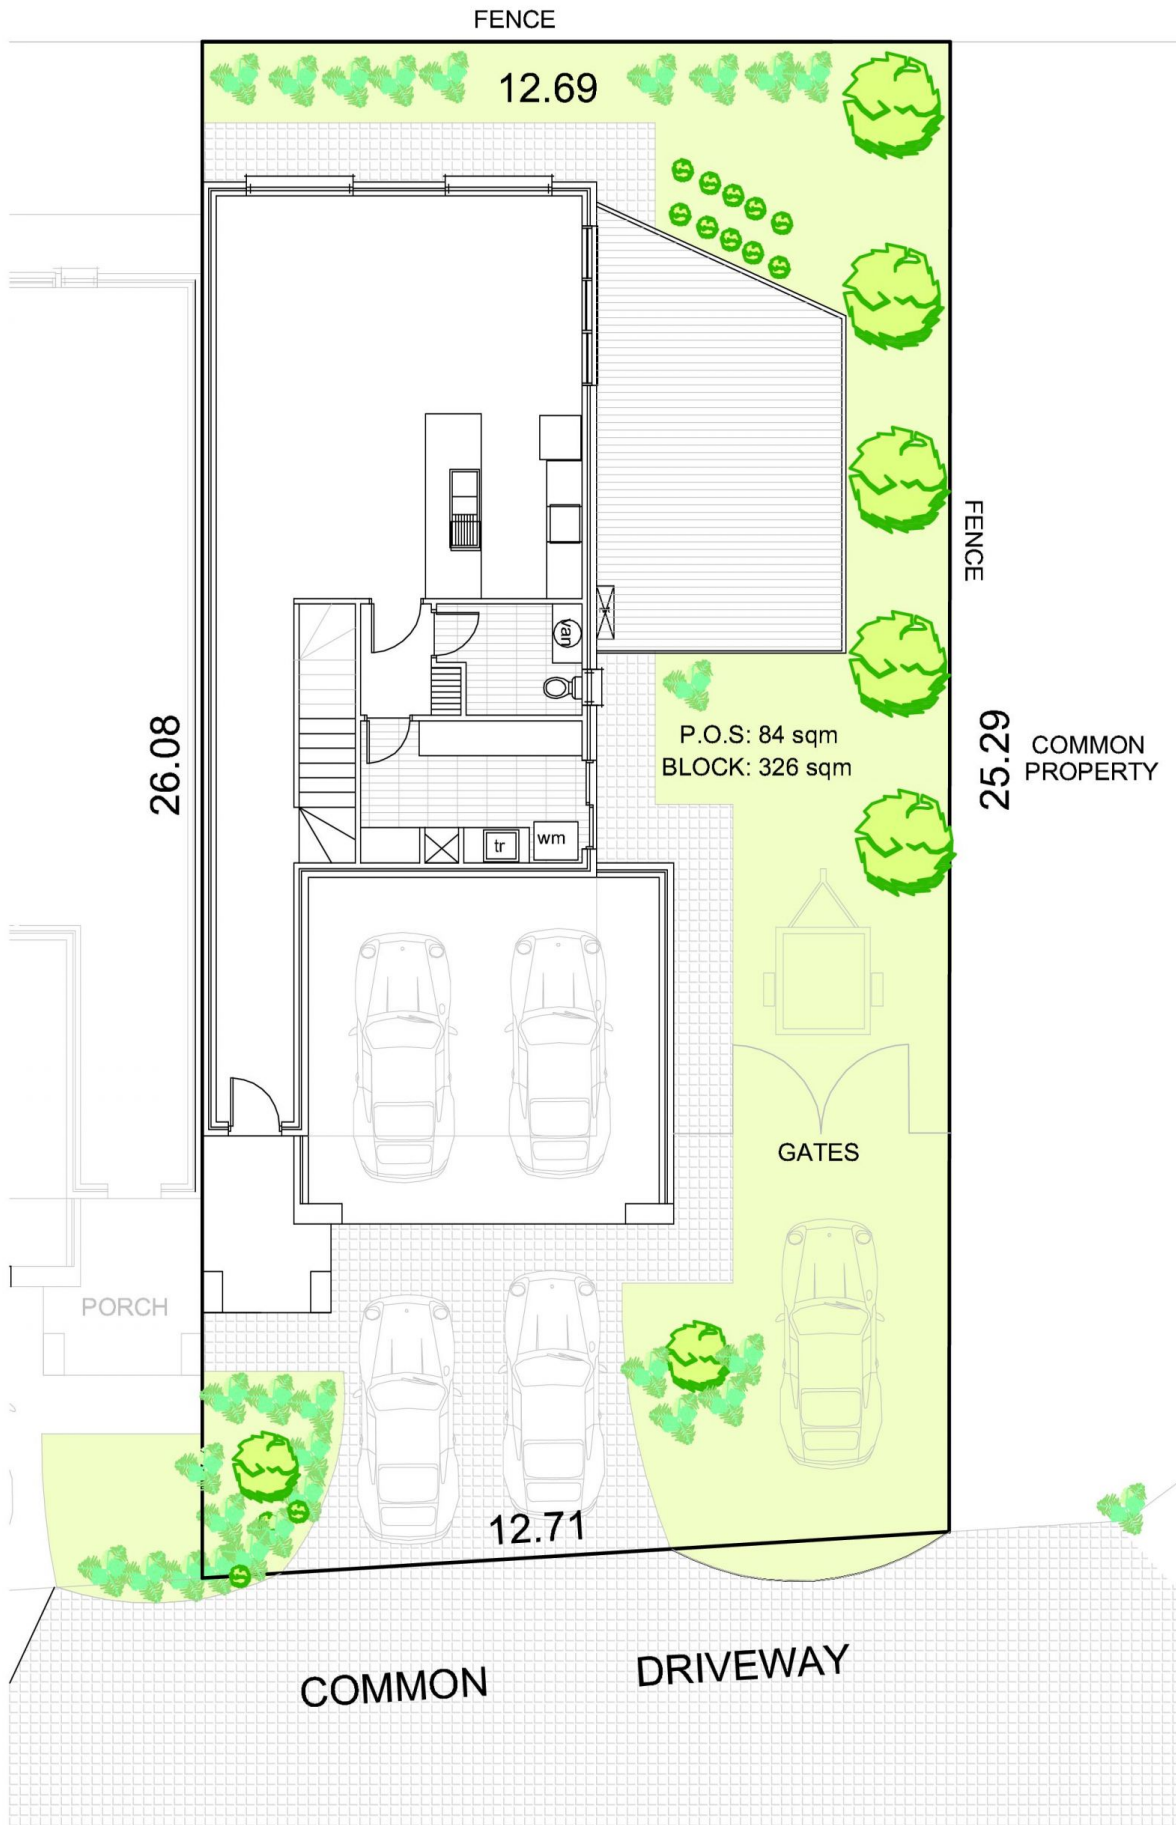 FENCE
12.69
FENCE
van
26.08
P.O.S: 84 sqm
BLOCK: 326 sqm
25.29
COMMON
PROPERTY
tr
wm
GATES
PORCH
12.71
COMMON DRIVEWAY